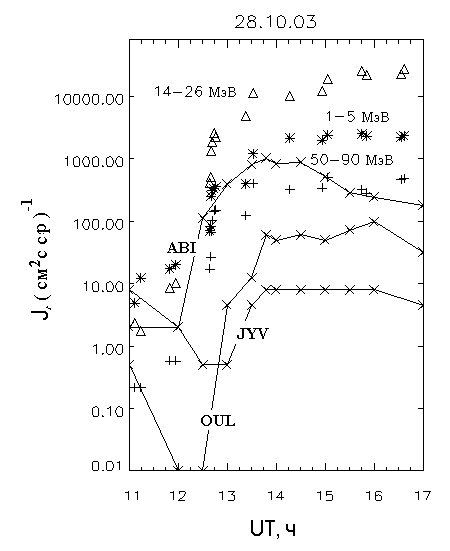 28.10.03
14-26 МэВ
10000.00
1-5 МэВ
1000.00
50-90 МэВ
100.00
ABI
10.00
1.00
JYV
0.10
OUL
0.01
J, (см²с ср)⁻¹
11 12 13 14 15 16 17
UT, ч